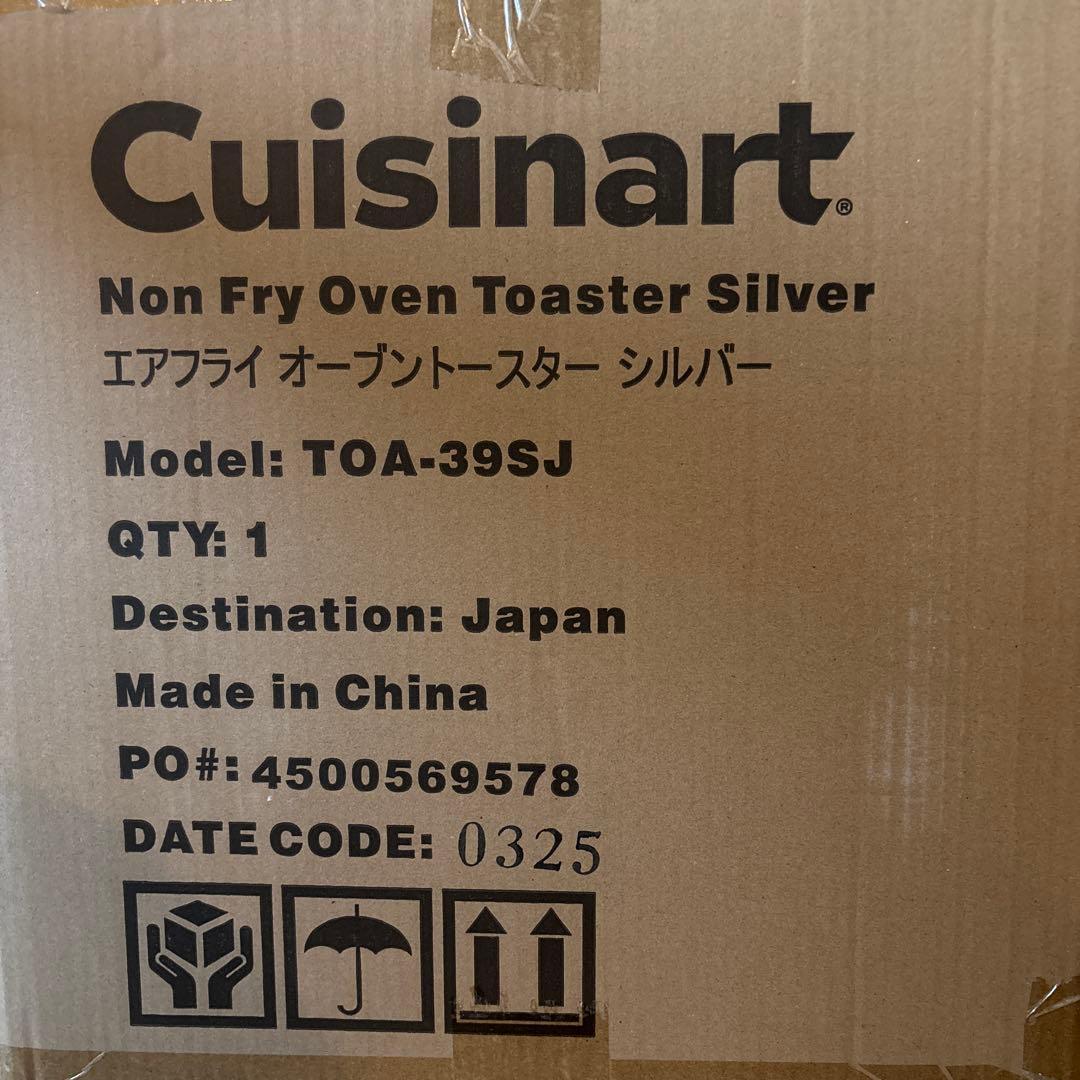 Cuisinart®
Non Fry Oven Toaster Silver
エアフライ オーブントースター シルバー
Model: TOA-39SJ
QTY: 1
Destination: Japan
Made in China
PO#: 4500569578
DATE CODE: 0325